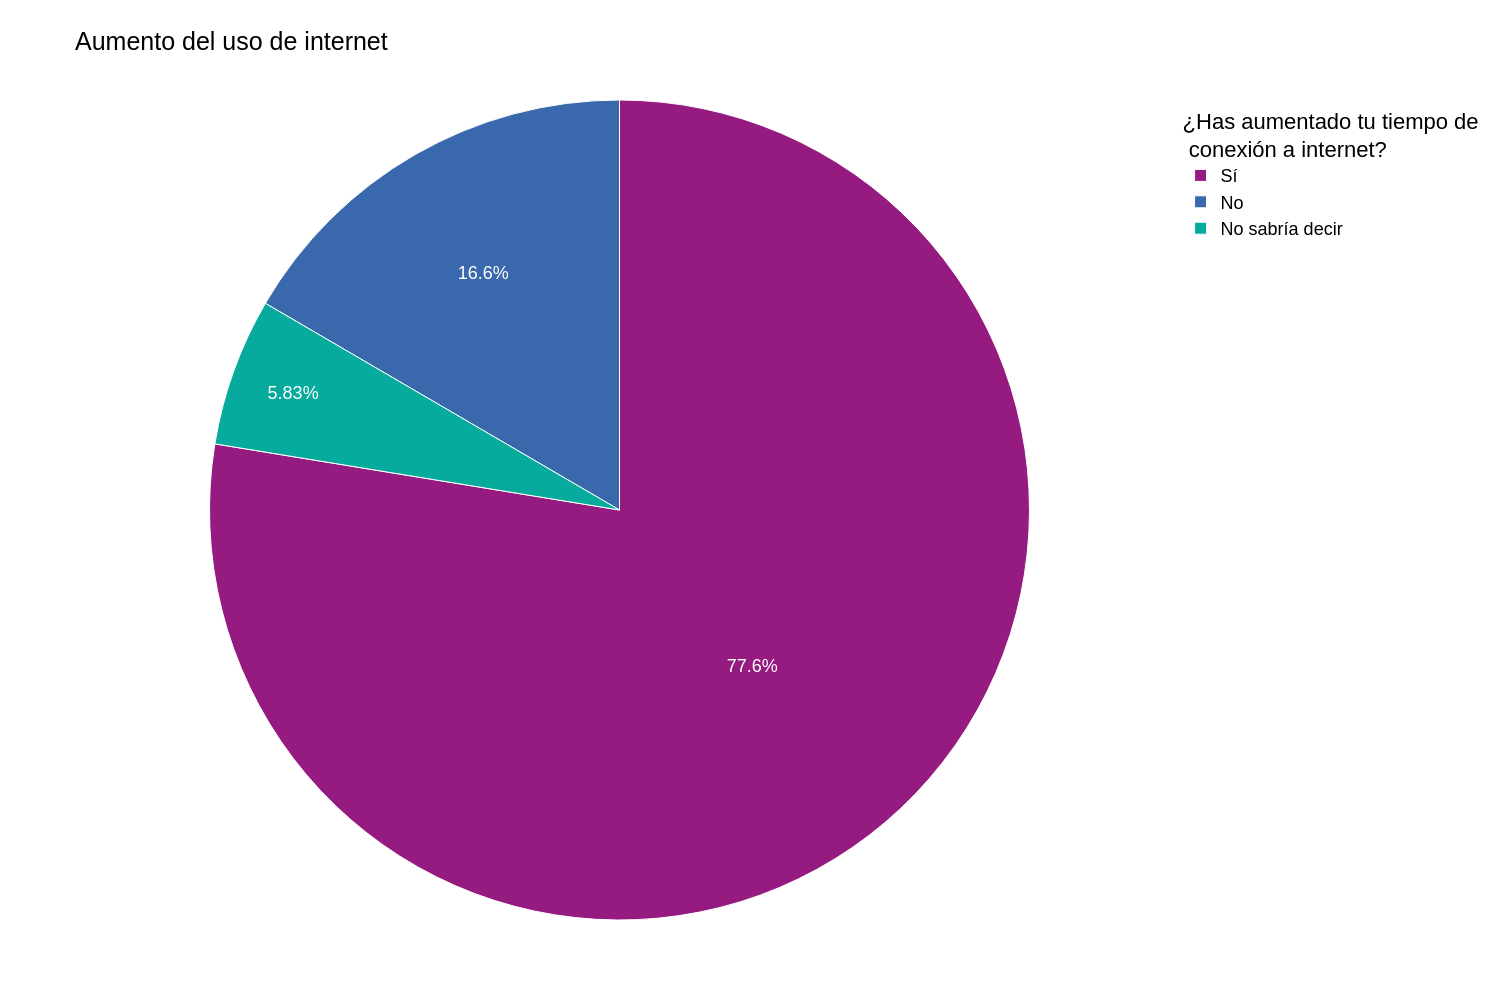 Aumento del uso de internet
¿Has aumentado tu tiempo de
conexión a internet?
Sí
No
No sabría decir
16.6%
5.83%
77.6%